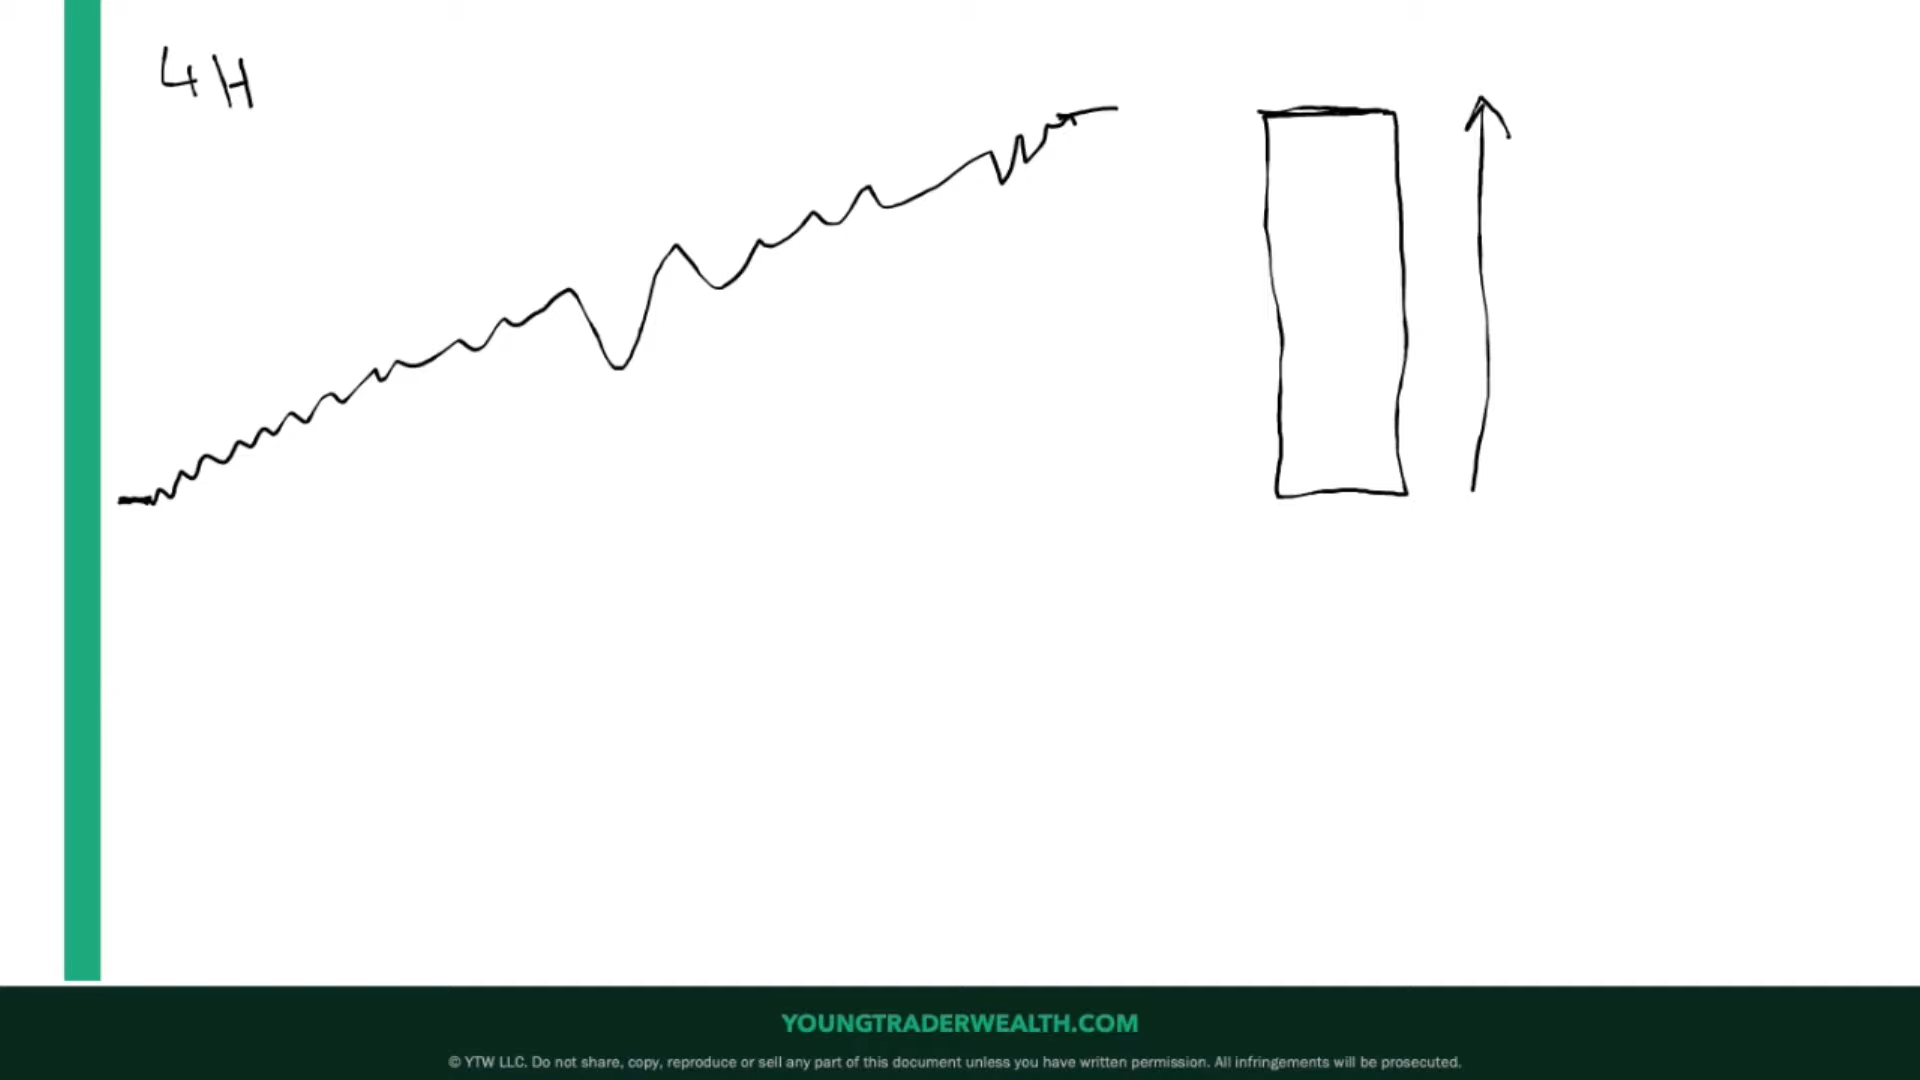 4H
YOUNGTRADERWEALTH.COM
© YTW LLC. Do not share, copy, reproduce or sell any part of this document unless you have written permission. All infringements will be prosecuted.